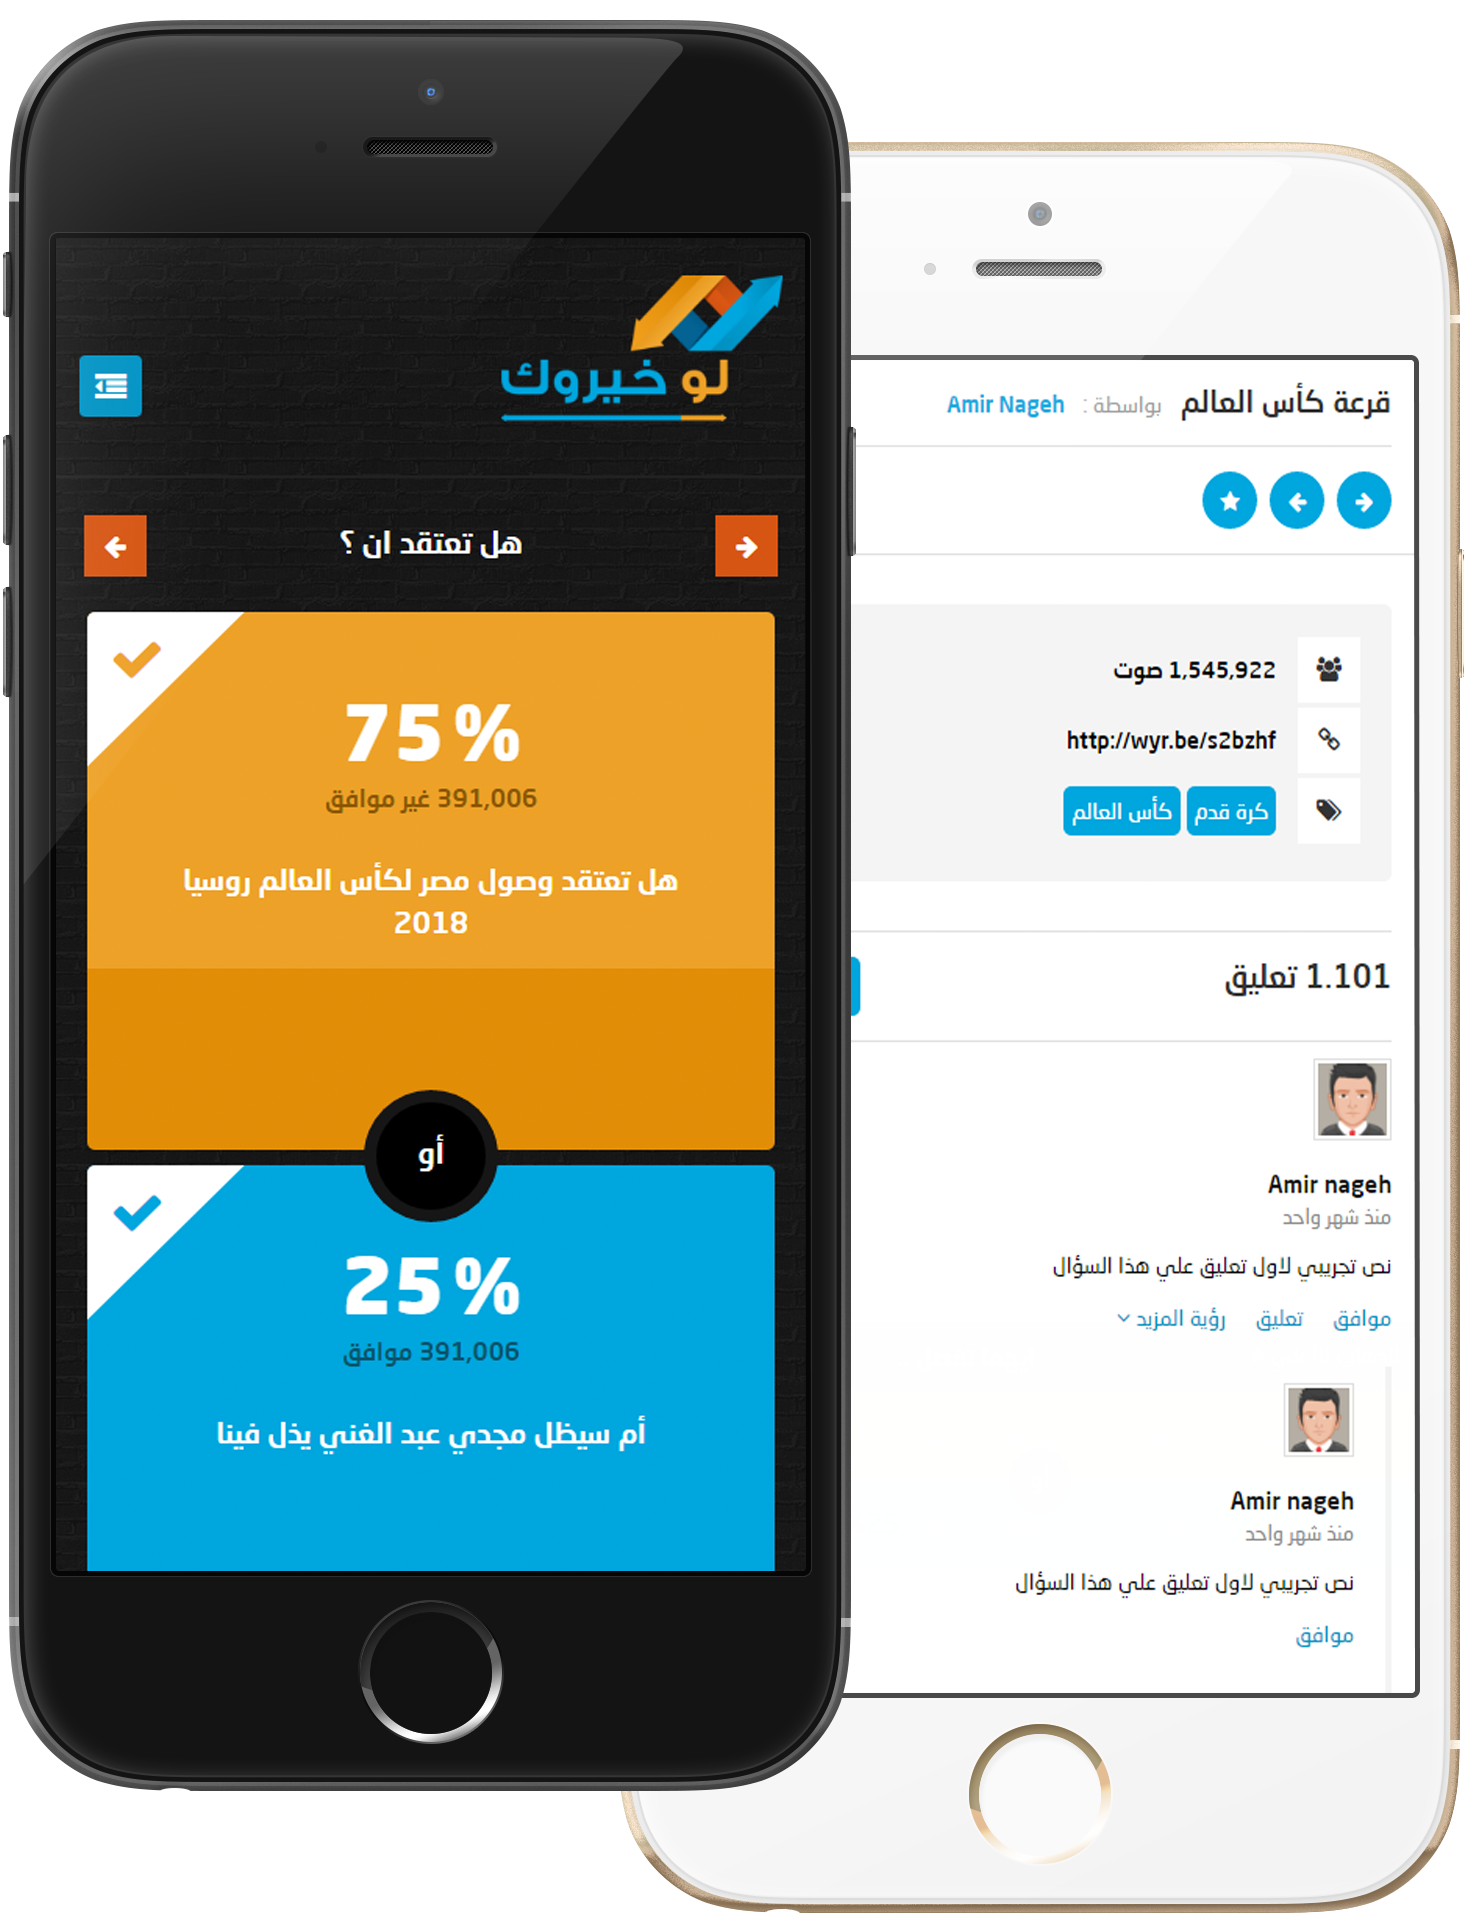 لو خيروك
هل تعتقد ان ؟
75%
391,006 غير موافق
هل تعتقد وصول مصر لكأس العالم روسيا
2018
أو
25%
391,006 موافق
أم سيظل مجدي عبد الغني يذل فينا
قرعة كأس العالم بواسطة : Amir Nageh
1,545,922 صوت
http://wyr.be/s2bzhf
كرة قدم كأس العالم
1.101 تعليق
Amir nageh
منذ شهر واحد
نص تجريبي لاول تعليق علي هذا السؤال
موافق تعليق رؤية المزيد
Amir nageh
منذ شهر واحد
نص تجريبي لاول تعليق علي هذا السؤال
موافق